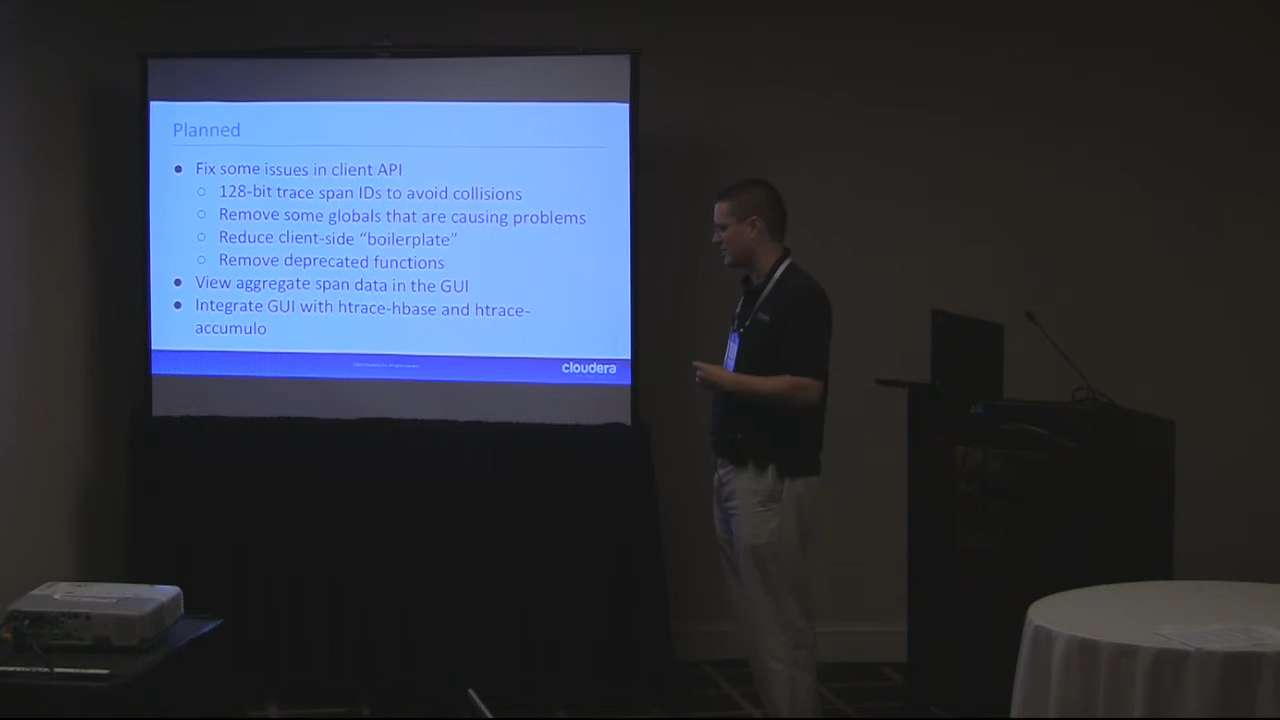 Planned
● Fix some issues in client API
○ 128-bit trace span IDs to avoid collisions
○ Remove some globals that are causing problems
○ Reduce client-side “boilerplate”
○ Remove deprecated functions
● View aggregate span data in the GUI
● Integrate GUI with htrace-hbase and htrace-
accumulo
cloudera